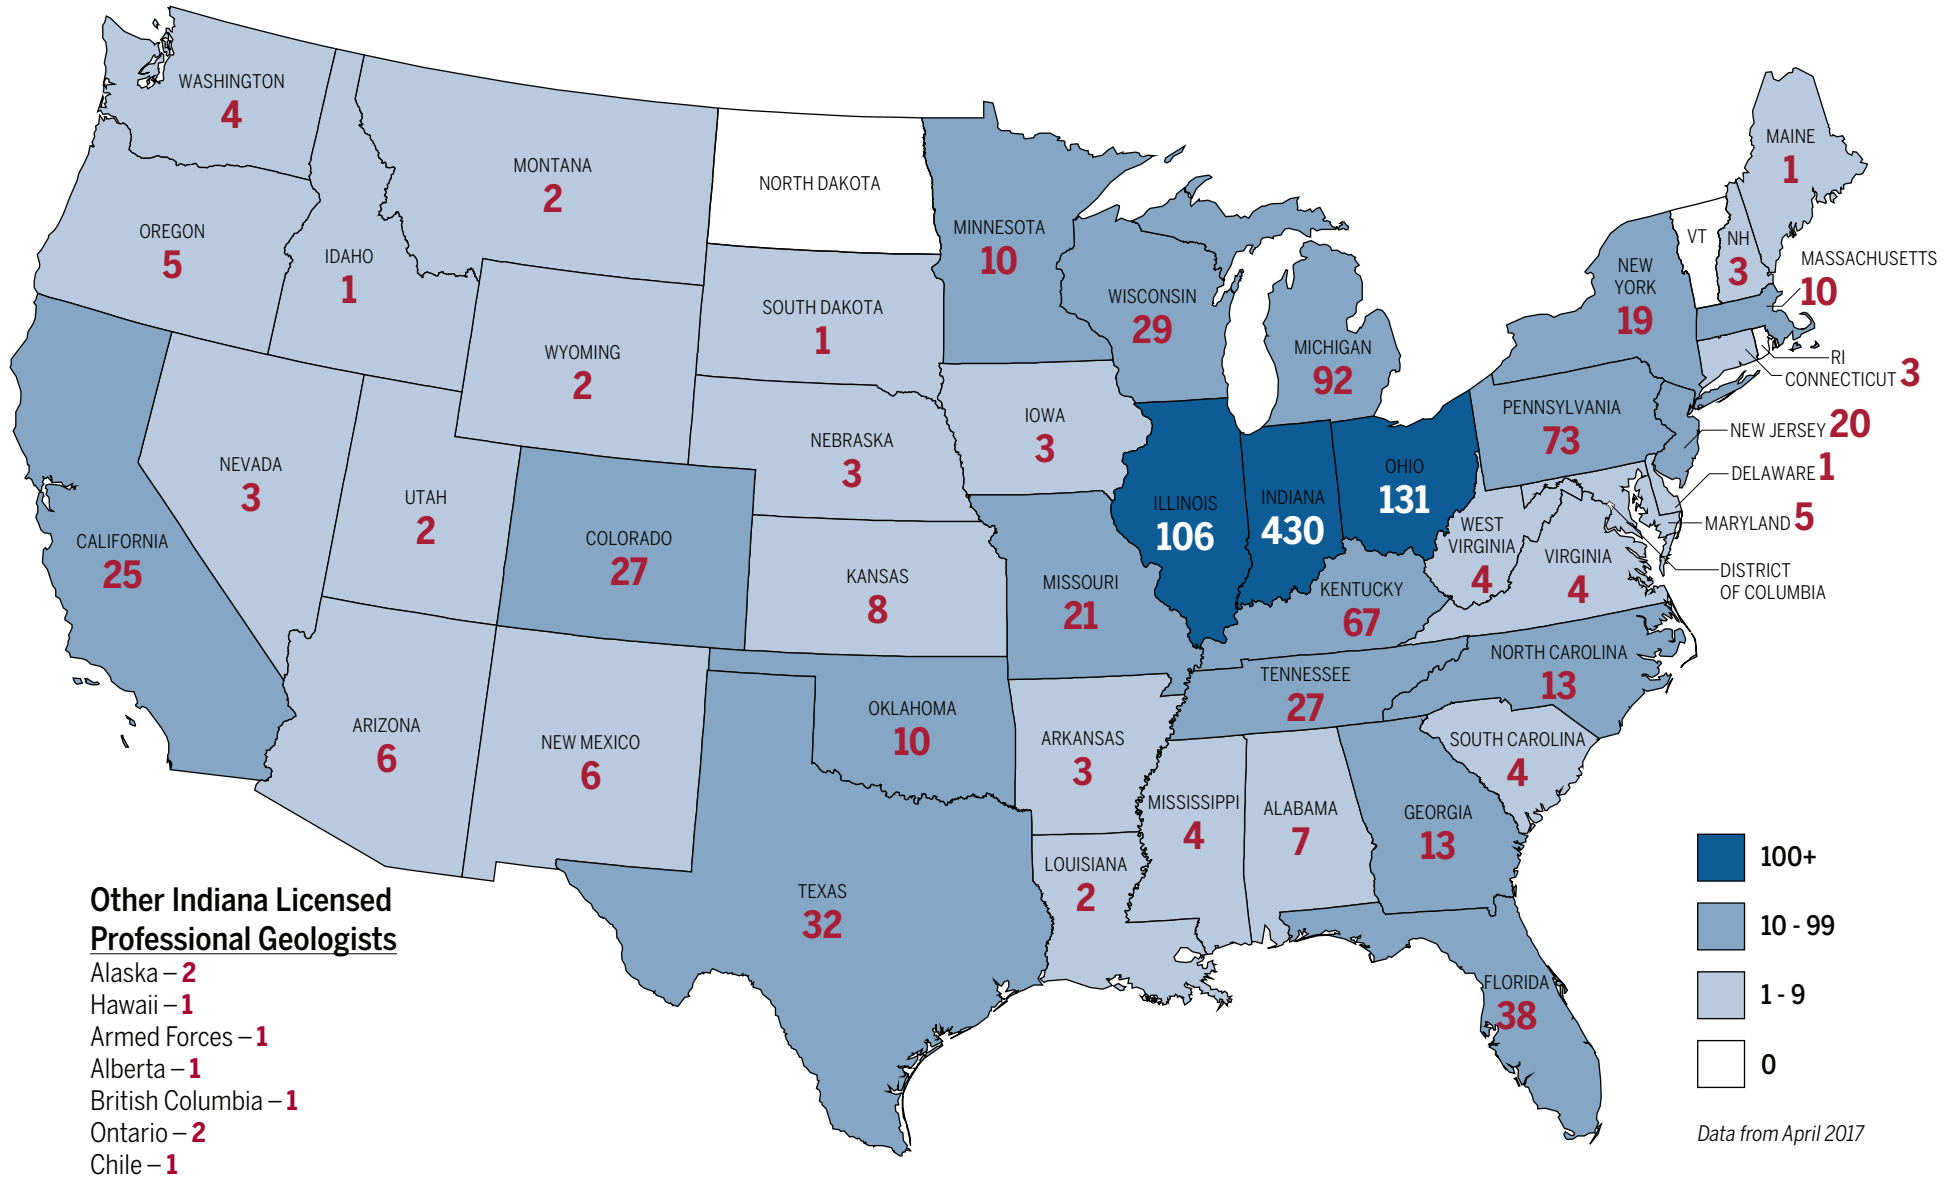 WASHINGTON
4
OREGON
5
IDAHO
1
MONTANA
2
NORTH DAKOTA
MINNESOTA
10
WISCONSIN
29
MICHIGAN
92
NEW
YORK
19
VT
NH
3
MAINE
1
MASSACHUSETTS
10
RI
CONNECTICUT 3
NEW JERSEY 20
DELAWARE 1
MARYLAND 5
DISTRICT
OF COLUMBIA
SOUTH DAKOTA
1
WYOMING
2
NEBRASKA
3
IOWA
3
ILLINOIS
106
INDIANA
430
OHIO
131
PENNSYLVANIA
73
NEVADA
3
UTAH
2
CALIFORNIA
25
COLORADO
27
KANSAS
8
MISSOURI
21
KENTUCKY
67
WEST
VIRGINIA
4
VIRGINIA
4
NORTH CAROLINA
13
TENNESSEE
27
ARIZONA
6
NEW MEXICO
6
OKLAHOMA
10
ARKANSAS
3
SOUTH CAROLINA
4
MISSISSIPPI
4
ALABAMA
7
GEORGIA
13
LOUISIANA
2
TEXAS
32
FLORIDA
38
Other Indiana Licensed
Professional Geologists
Alaska – 2
Hawaii – 1
Armed Forces – 1
Alberta – 1
British Columbia – 1
Ontario – 2
Chile – 1
100+
10 - 99
1 - 9
0
Data from April 2017